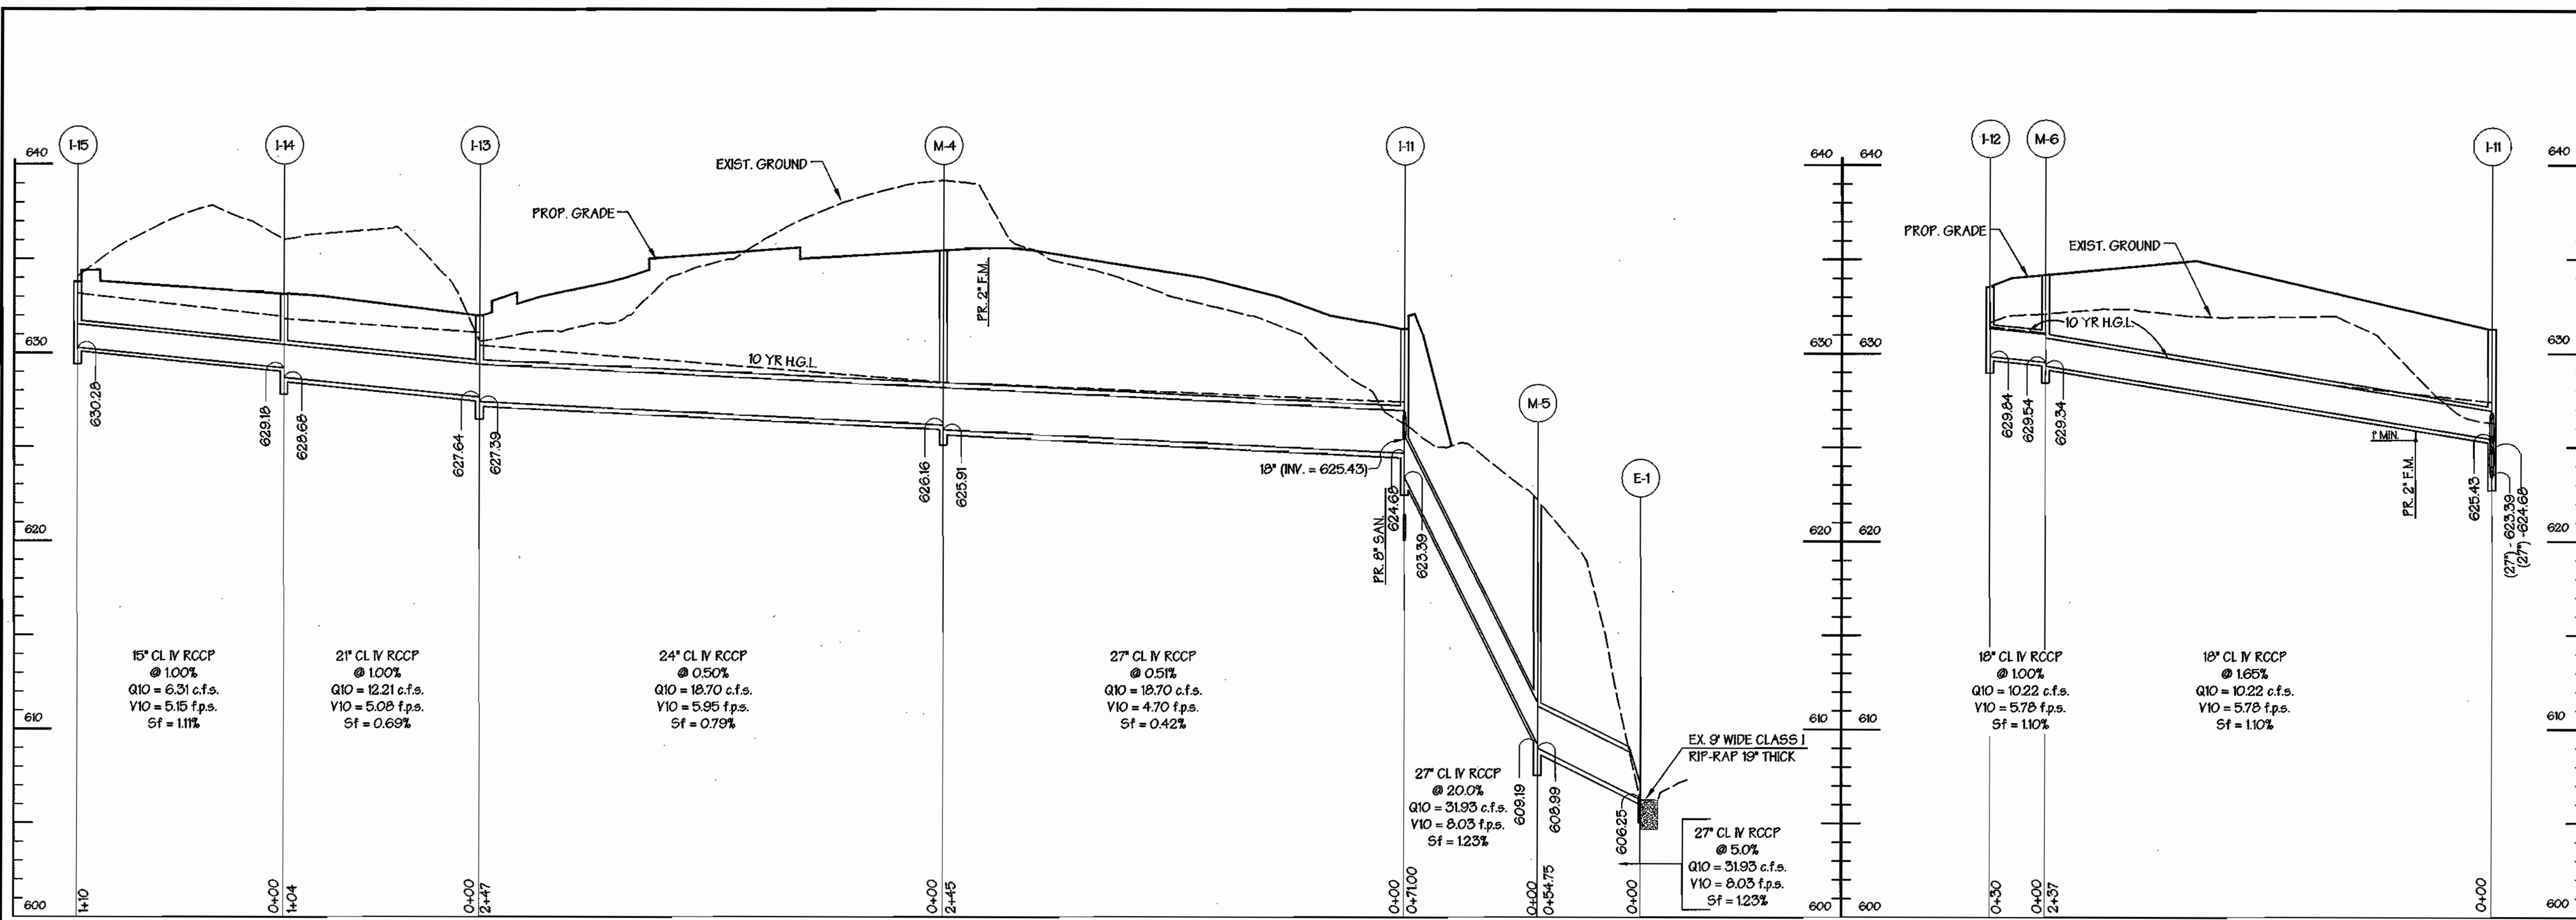 I-15
I-14
I-13
M-4
I-11
M-5
E-1
I-12
M-6
I-11
640
630
620
610
600
640
640
630
630
620
620
610
610
600
600
640
630
620
610
600
EXIST. GROUND
PROP. GRADE
10 YR H.G.L.
PR. 2" F.M.
18" (INV. = 625.43)
PR. 8" SAN.
630.28
629.18
628.68
627.64
627.39
626.16
625.91
624.68
623.39
609.19
608.99
606.25
15" CL IV RCCP
@ 1.00%
Q10 = 6.31 c.f.s.
V10 = 5.15 f.p.s.
Sf = 1.11%
21" CL IV RCCP
@ 1.00%
Q10 = 12.21 c.f.s.
V10 = 5.08 f.p.s.
Sf = 0.69%
24" CL IV RCCP
@ 0.50%
Q10 = 18.70 c.f.s.
V10 = 5.95 f.p.s.
Sf = 0.79%
27" CL IV RCCP
@ 0.51%
Q10 = 18.70 c.f.s.
V10 = 4.70 f.p.s.
Sf = 0.42%
27" CL IV RCCP
@ 20.0%
Q10 = 31.93 c.f.s.
V10 = 8.03 f.p.s.
Sf = 1.23%
EX. 9' WIDE CLASS I
RIP-RAP 19" THICK
27" CL IV RCCP
@ 5.0%
Q10 = 31.93 c.f.s.
V10 = 8.03 f.p.s.
Sf = 1.23%
1+10
0+00
1+04
0+00
2+47
0+00
2+45
0+00
0+71.00
0+00
0+54.75
0+00
PROP. GRADE
EXIST. GROUND
10 YR H.G.L.
1' MIN.
PR. 2" F.M.
629.84
629.54
629.34
625.43
(27") - 623.39
(27") - 624.68
18" CL IV RCCP
@ 1.00%
Q10 = 10.22 c.f.s.
V10 = 5.78 f.p.s.
Sf = 1.10%
18" CL IV RCCP
@ 1.65%
Q10 = 10.22 c.f.s.
V10 = 5.78 f.p.s.
Sf = 1.10%
0+30
0+00
2+37
0+00